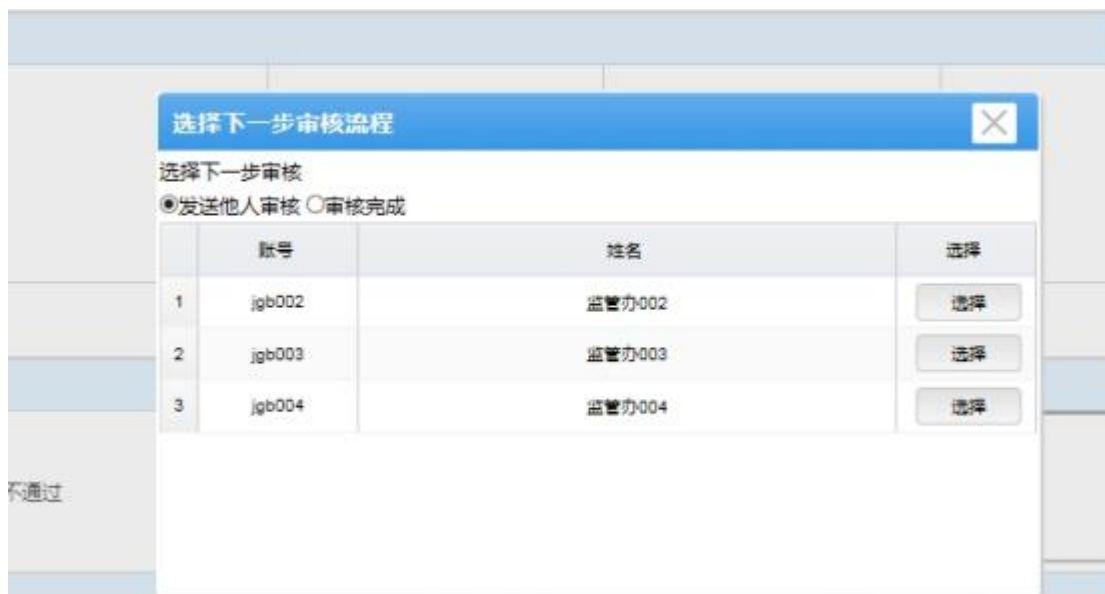 选择下一步审核流程
选择下一步审核
发送他人审核 审核完成
账号 姓名 选择
1 jgb002 监管办002 选择
2 jgb003 监管办003 选择
3 jgb004 监管办004 选择
不通过